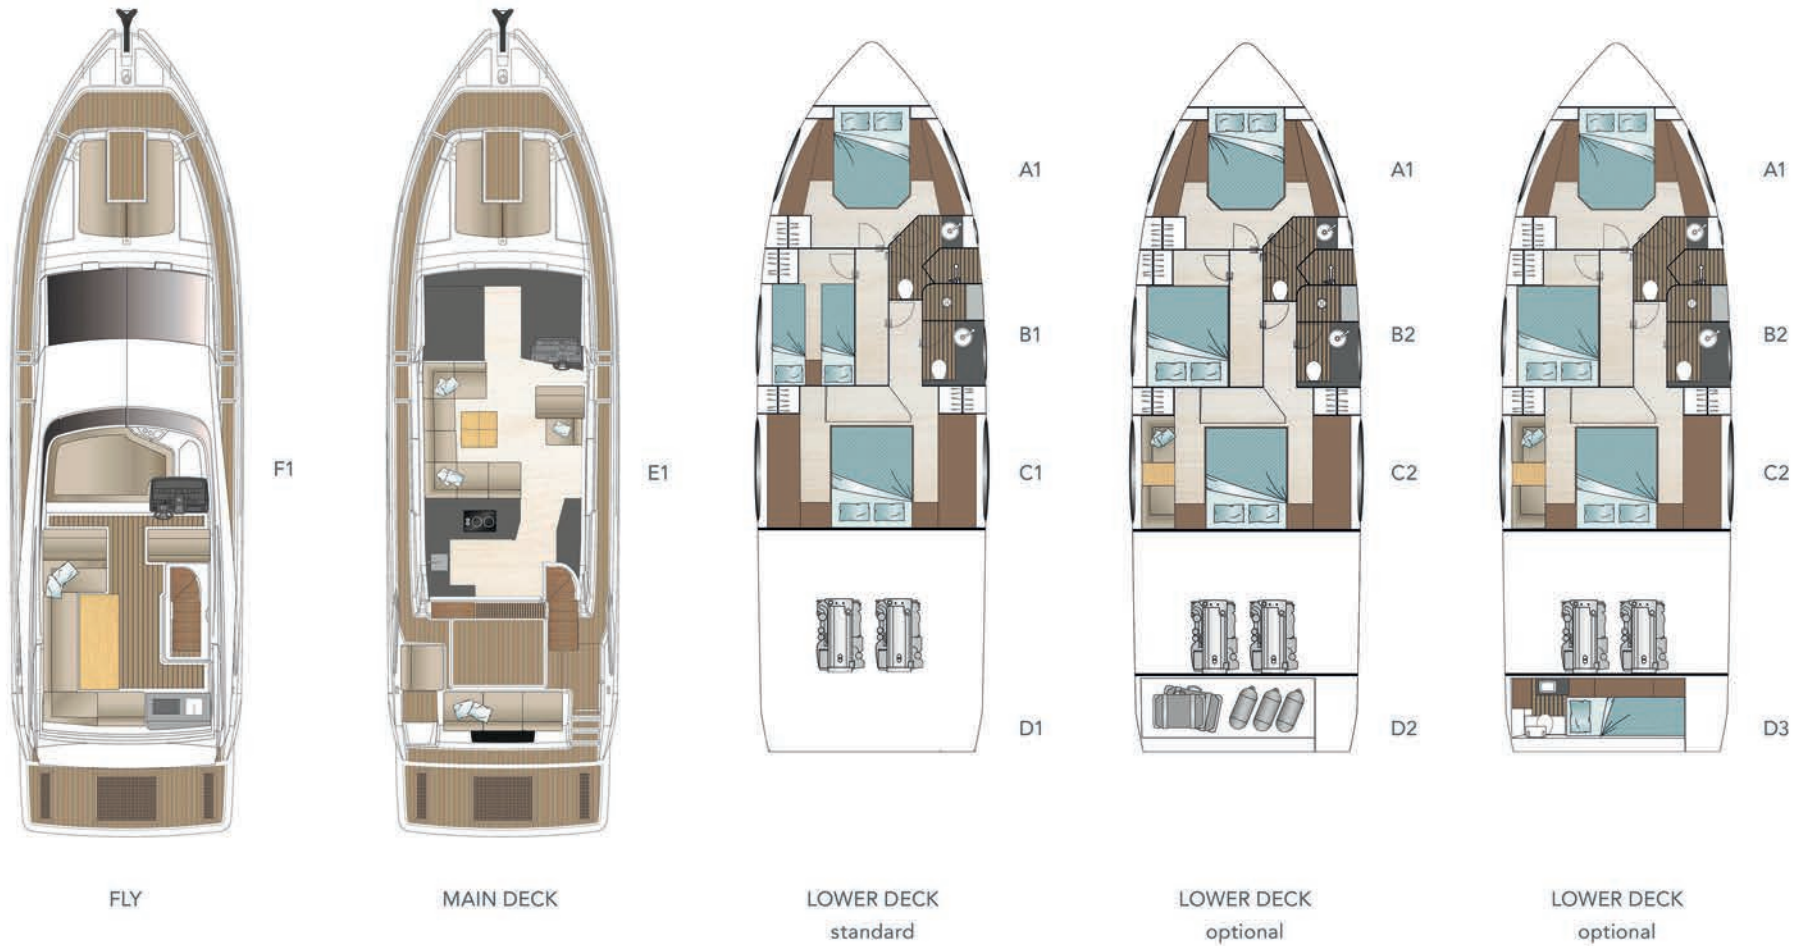 A1
A1
A1
B1
B2
B2
F1
E1
C1
C2
C2
D1
D2
D3
FLY
MAIN DECK
LOWER DECK
standard
LOWER DECK
optional
LOWER DECK
optional